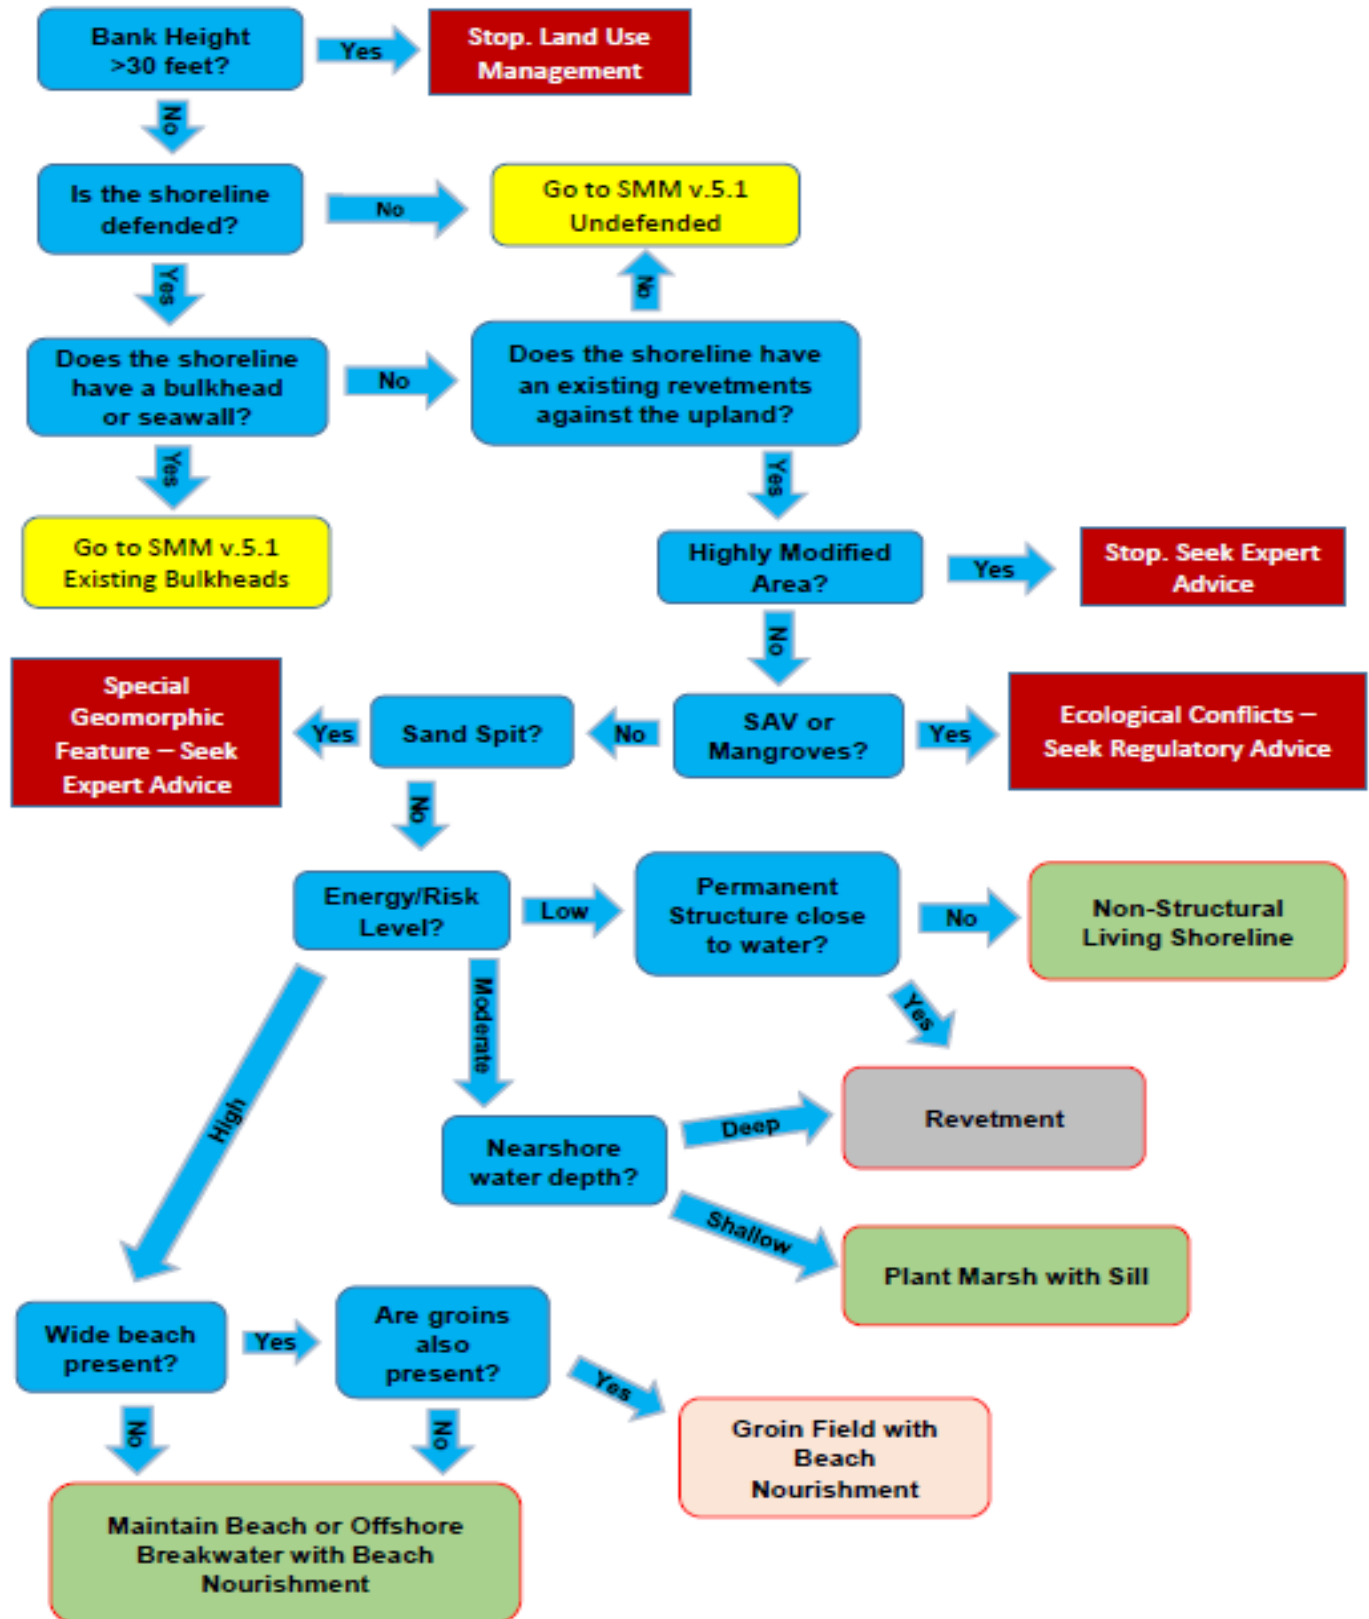 Bank Height
>30 feet?
Yes
Stop. Land Use
Management
No
Is the shoreline
defended?
No
Go to SMM v.5.1
Undefended
Yes
No
Does the shoreline
have a bulkhead
or seawall?
No
Does the shoreline have
an existing revetments
against the upland?
Yes
Yes
Go to SMM v.5.1
Existing Bulkheads
Highly Modified
Area?
Yes
Stop. Seek Expert
Advice
No
Special
Geomorphic
Feature – Seek
Expert Advice
Yes
Sand Spit?
No
SAV or
Mangroves?
Yes
Ecological Conflicts –
Seek Regulatory Advice
No
Energy/Risk
Level?
Low
Permanent
Structure close
to water?
No
Non-Structural
Living Shoreline
Yes
Moderate
High
Nearshore
water depth?
Deep
Revetment
Shallow
Plant Marsh with Sill
Wide beach
present?
Yes
Are groins
also
present?
Yes
Groin Field with
Beach
Nourishment
No
No
Maintain Beach or Offshore
Breakwater with Beach
Nourishment